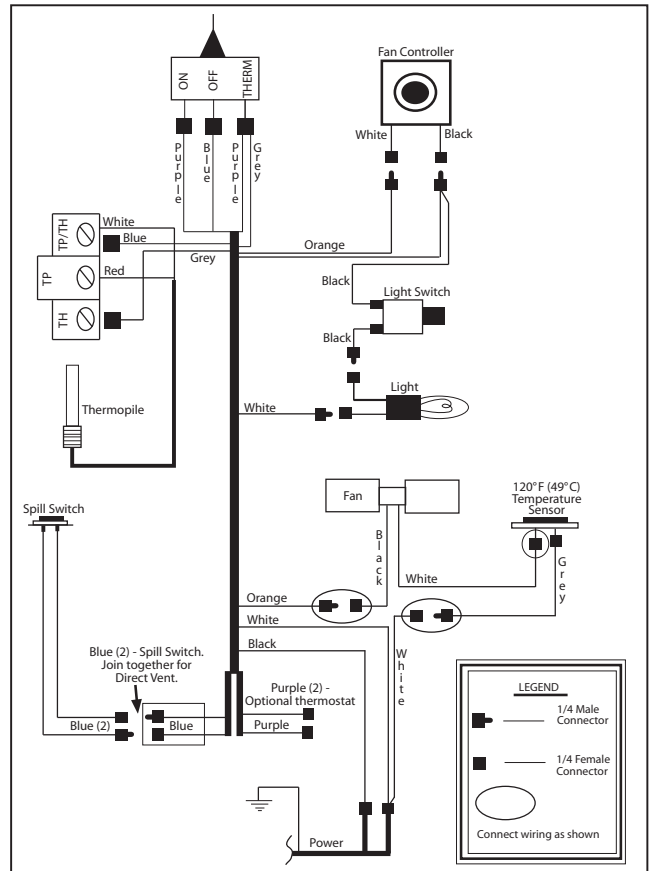 ON
OFF
THERM
Purple
Blue
Purple
Grey
Fan Controller
White
Black
TP/TH
TP
TH
White
Blue
Grey
Red
Orange
Black
Light Switch
Black
Light
White
Thermopile
Spill Switch
Fan
120°F (49°C)
Temperature
Sensor
Black
White
Grey
Orange
White
Black
White
Blue (2) - Spill Switch.
Join together for
Direct Vent.
Blue (2)
Blue
Purple (2) -
Optional thermostat
Purple
Power
LEGEND
1/4 Male
Connector
1/4 Female
Connector
Connect wiring as shown